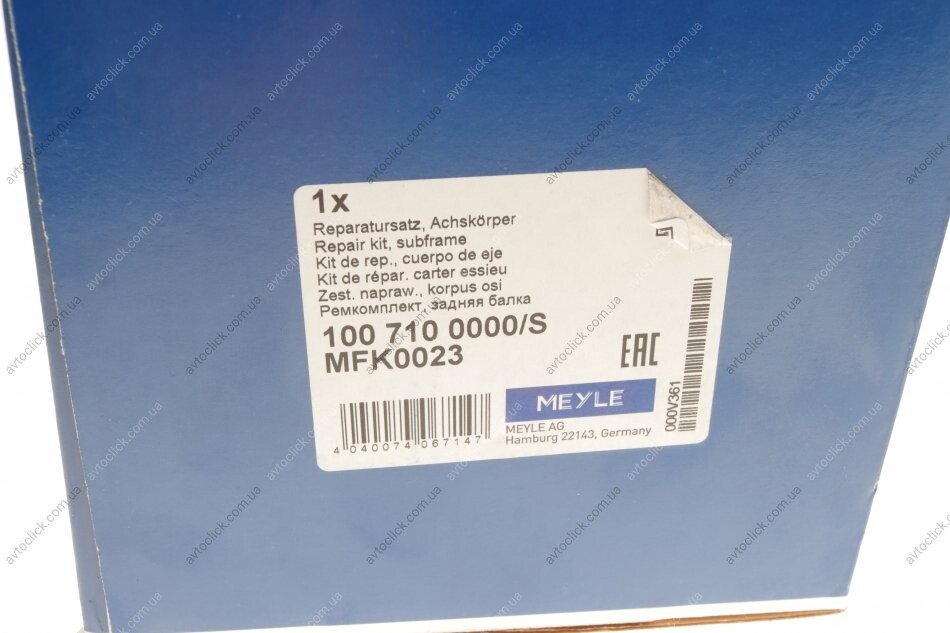 1x
Reparatursatz, Achskörper
Repair kit, subframe
Kit de rep., cuerpo de eje
Kit de répar. carter essieu
Zest. napraw., korpus osi
Ремкомплект, задняя балка
100 710 0000/S
MFK0023
EAC
MEYLE
MEYLE AG
Hamburg 22143, Germany
4 040074 067147
000V361
avtoclick.com.ua